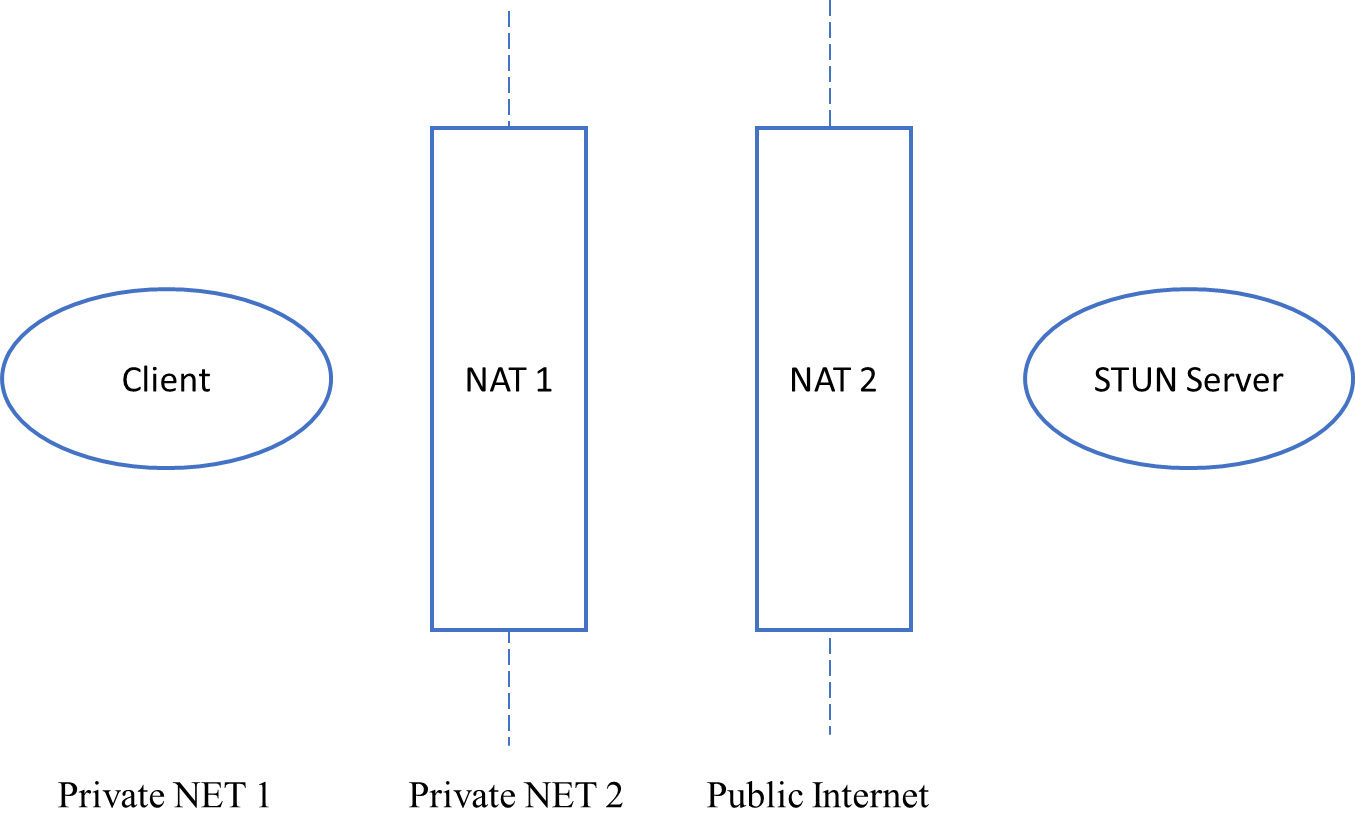 Client
NAT 1
NAT 2
STUN Server
Private NET 1
Private NET 2
Public Internet